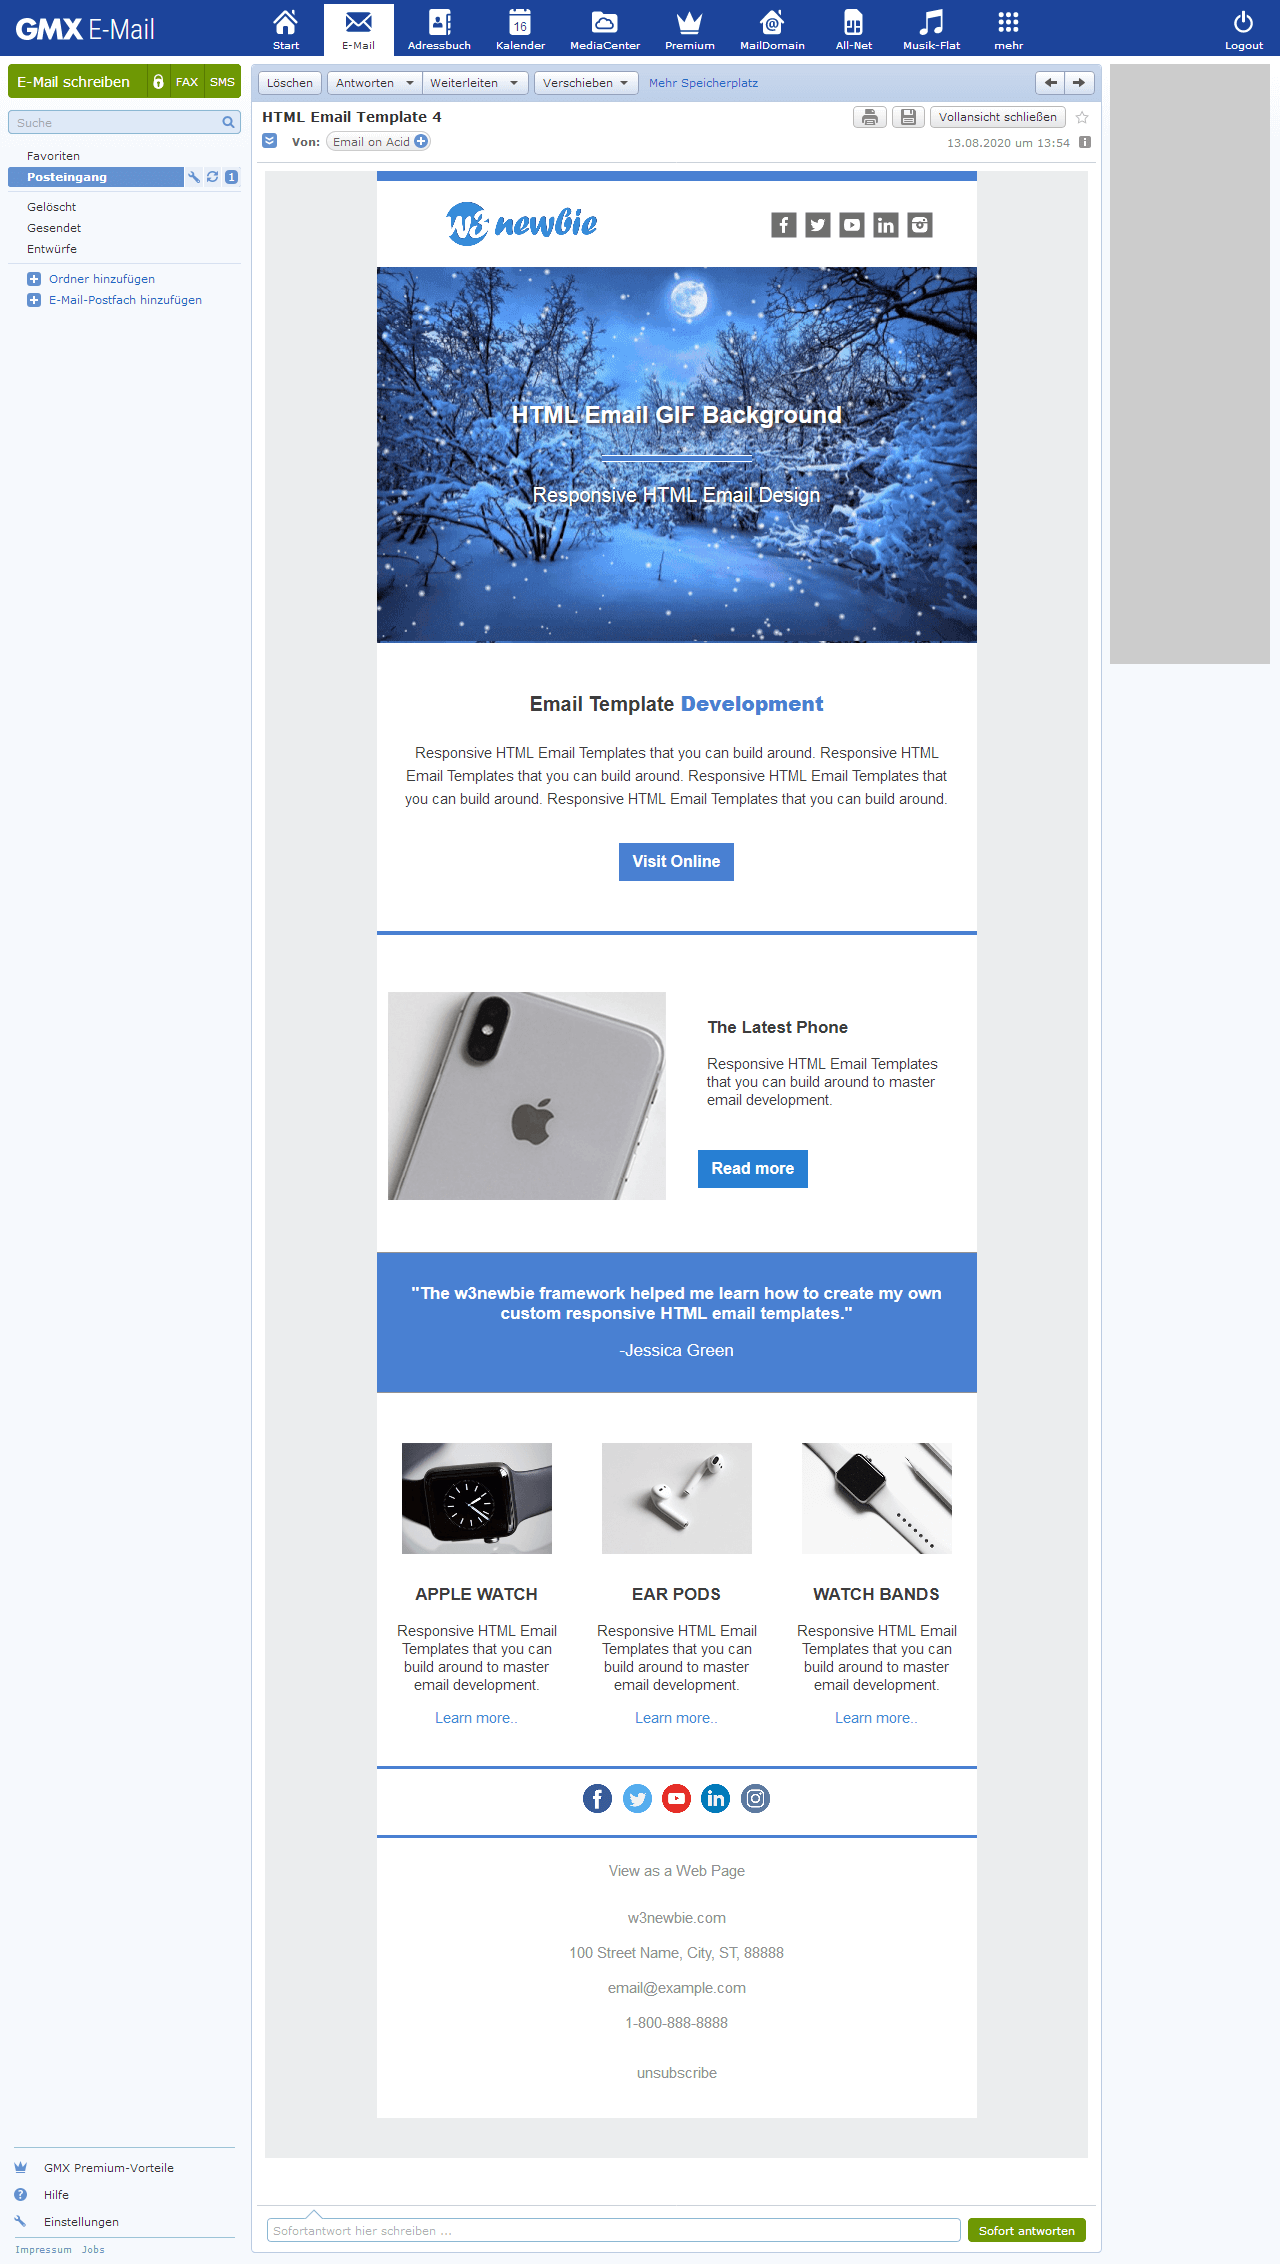 GMX E-Mail
Start
E-Mail
Adressbuch
Kalender
16
MediaCenter
Premium
MailDomain
All-Net
Musik-Flat
mehr
Logout
E-Mail schreiben FAX SMS
Suche
Favoriten
Posteingang 1
Gelöscht
Gesendet
Entwürfe
Ordner hinzufügen
E-Mail-Postfach hinzufügen
Löschen Antworten Weiterleiten Verschieben Mehr Speicherplatz
HTML Email Template 4
Vollansicht schließen
Von: Email on Acid
13.08.2020 um 13:54
W3 newbie
HTML Email GIF Background
Responsive HTML Email Design
Email Template Development
Responsive HTML Email Templates that you can build around. Responsive HTML
Email Templates that you can build around. Responsive HTML Email Templates that
you can build around. Responsive HTML Email Templates that you can build around.
Visit Online
The Latest Phone
Responsive HTML Email Templates
that you can build around to master
email development.
Read more
"The w3newbie framework helped me learn how to create my own
custom responsive HTML email templates."
-Jessica Green
APPLE WATCH
Responsive HTML Email
Templates that you can
build around to master
email development.
Learn more..
EAR PODS
Responsive HTML Email
Templates that you can
build around to master
email development.
Learn more..
WATCH BANDS
Responsive HTML Email
Templates that you can
build around to master
email development.
Learn more..
View as a Web Page
w3newbie.com
100 Street Name, City, ST, 88888
email@example.com
1-800-888-8888
unsubscribe
GMX Premium-Vorteile
Hilfe
Einstellungen
Impressum Jobs
Sofortantwort hier schreiben ...
Sofort antworten